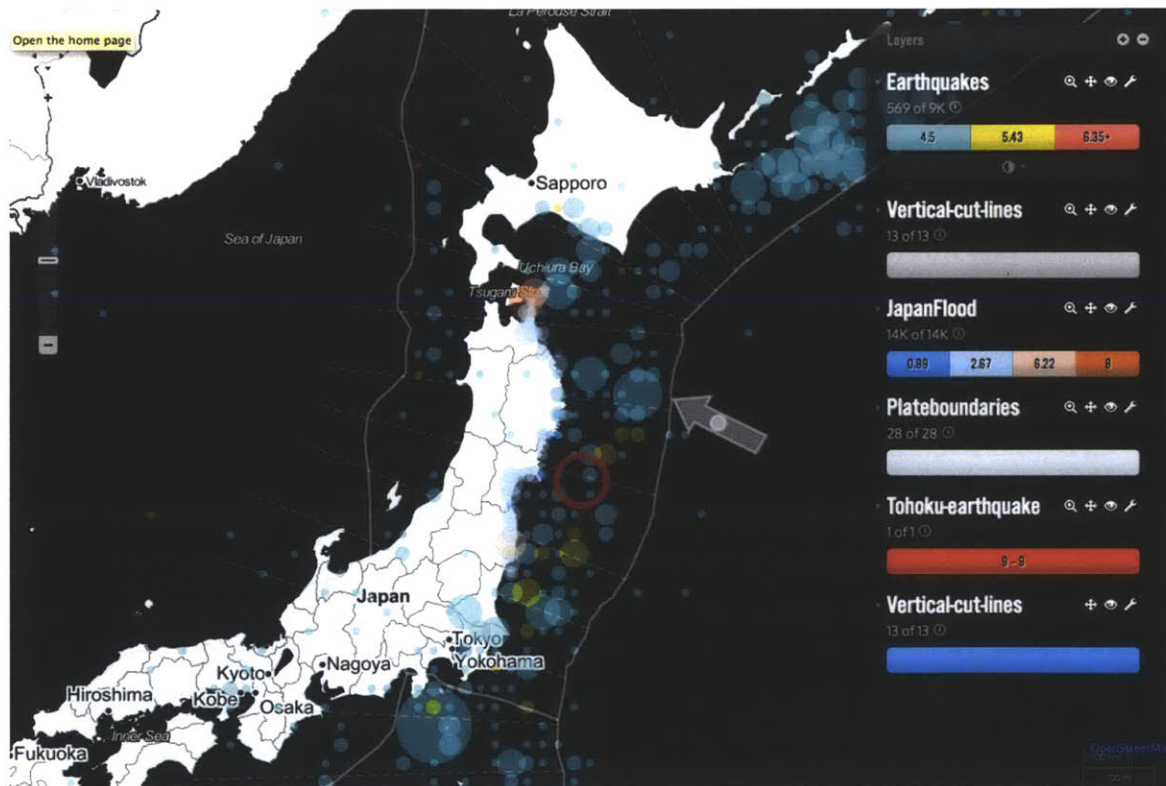 La Perouse Strait
Open the home page
Vladivostok
Sapporo
Sea of Japan
Uchiura Bay
Japan
Tokyo
Yokohama
Nagoya
Kyoto
Kobe
Osaka
Hiroshima
Inner Sea
Fukuoka
Layers
Earthquakes
569 of 9K
4.5 5.43 6.35+
Vertical-cut-lines
13 of 13
JapanFlood
14K of 14K
0.89 2.67 6.22 8
Plateboundaries
28 of 28
Tohoku-earthquake
1 of 1
9 - 9
Vertical-cut-lines
13 of 13